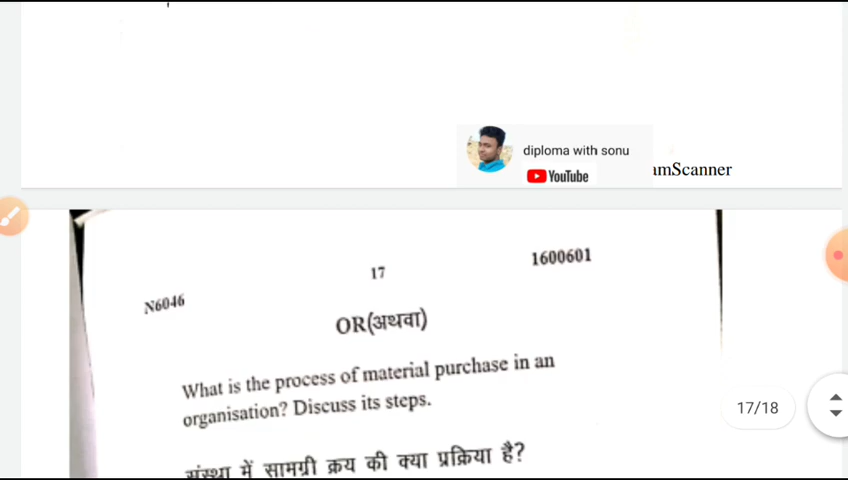 diploma with sonu
YouTube
amScanner
17
1600601
N6046
OR(अथवा)
What is the process of material purchase in an
organisation? Discuss its steps.
संस्था में सामग्री क्रय की क्या प्रक्रिया है?
17/18